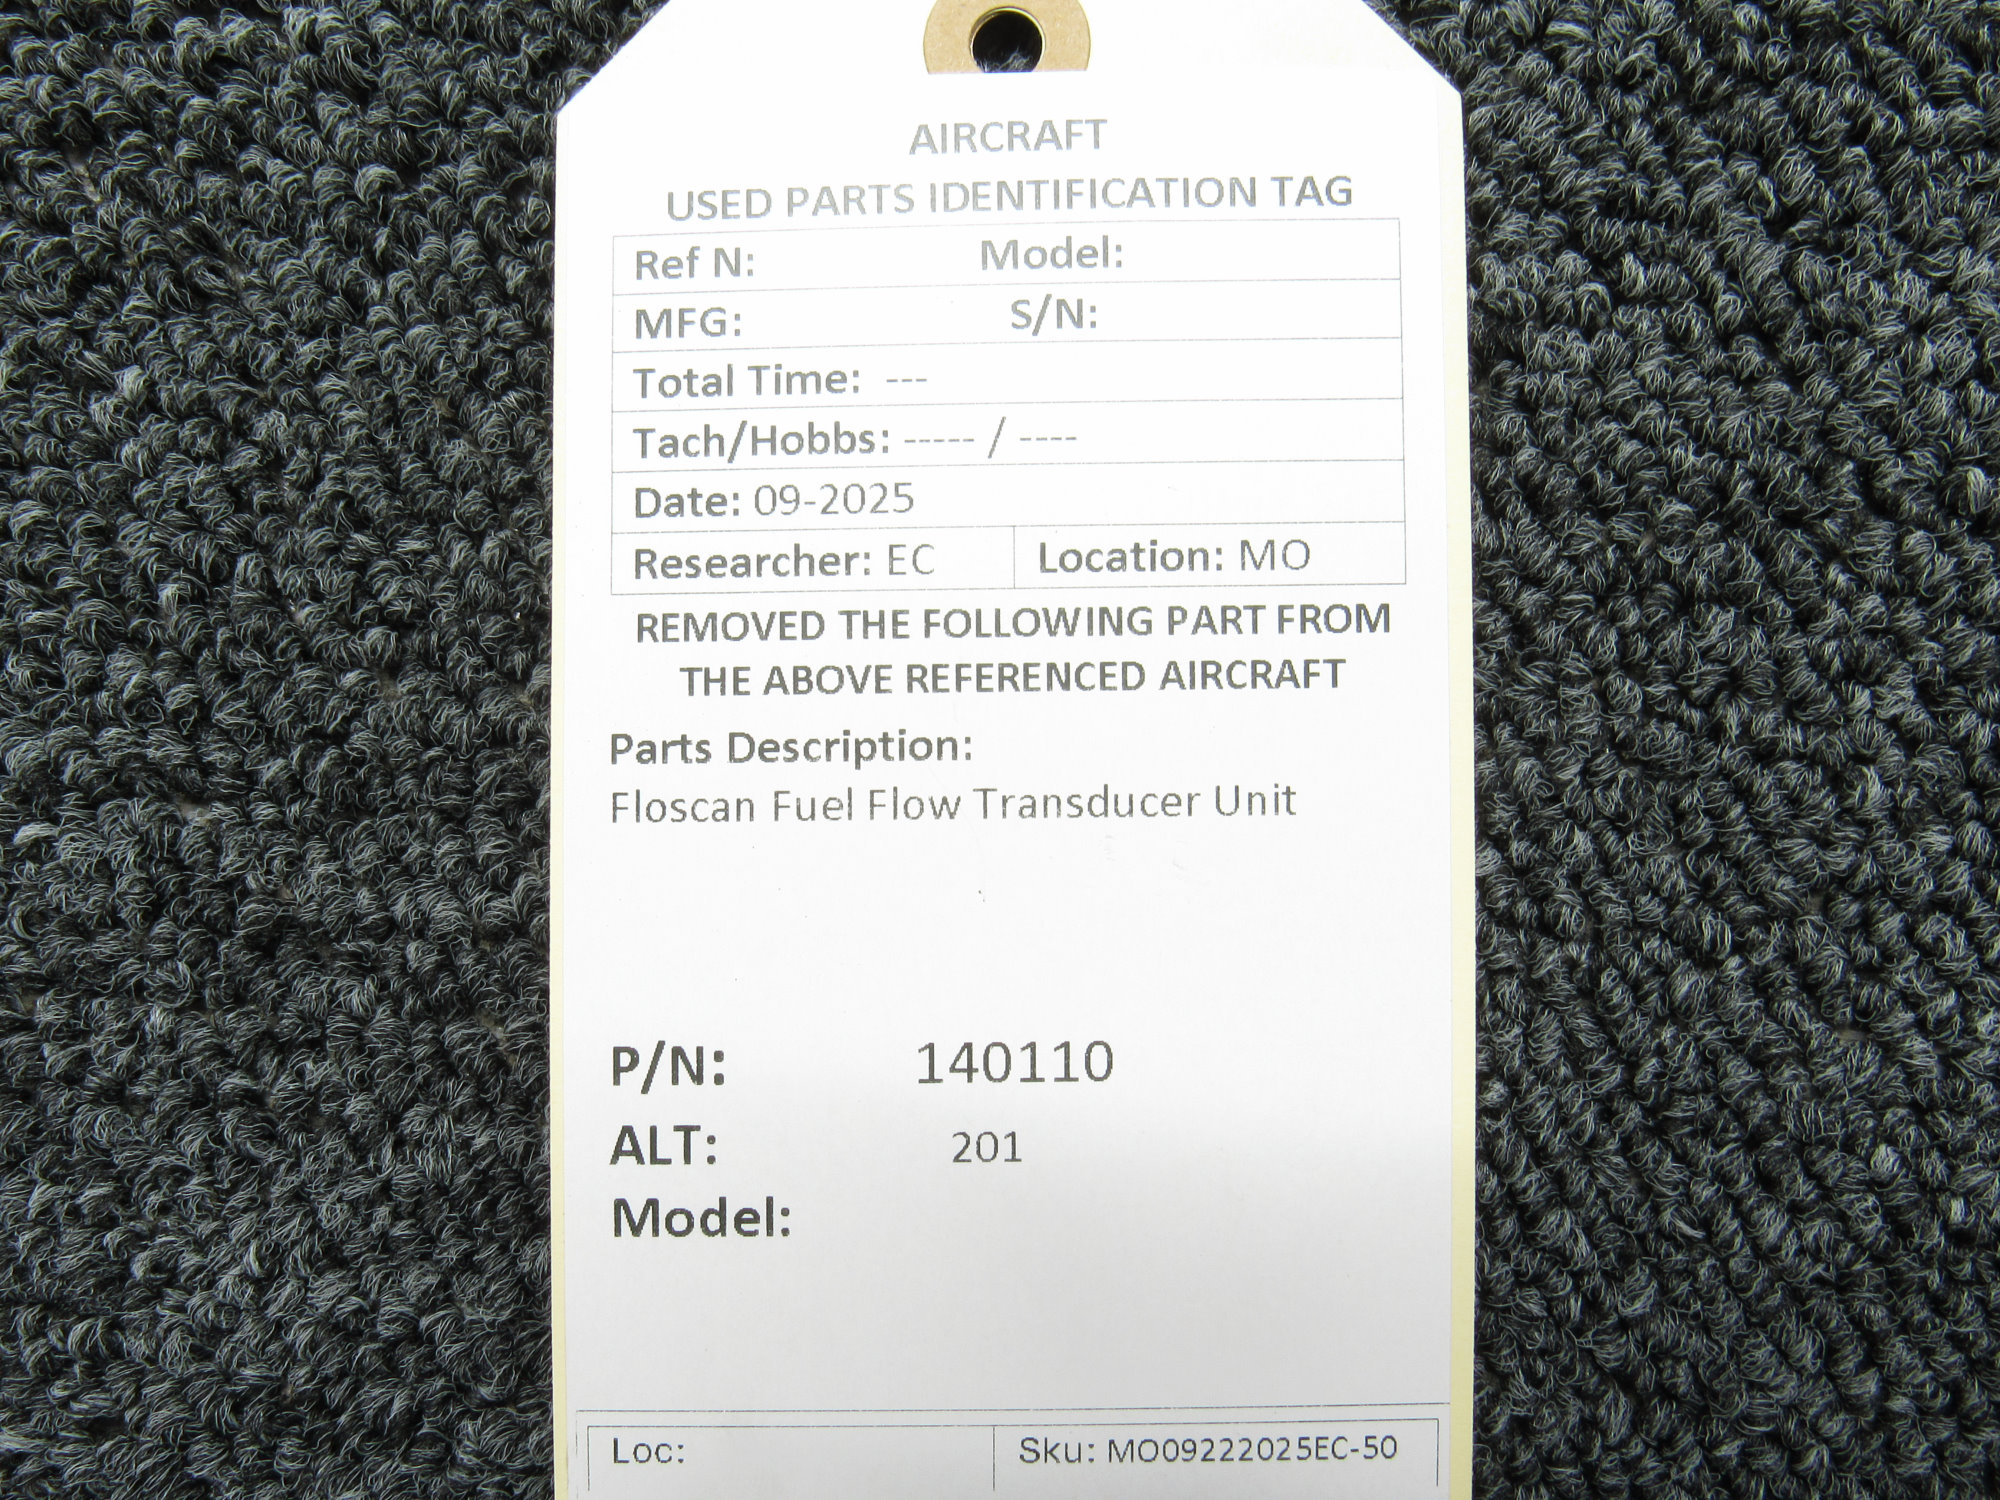 AIRCRAFT
USED PARTS IDENTIFICATION TAG
Ref N: Model:
MFG: S/N:
Total Time: ---
Tach/Hobbs: ----- / ----
Date: 09-2025
Researcher: EC Location: MO
REMOVED THE FOLLOWING PART FROM
THE ABOVE REFERENCED AIRCRAFT
Parts Description:
Floscan Fuel Flow Transducer Unit
P/N: 140110
ALT: 201
Model:
Loc: Sku: MO09222025EC-50